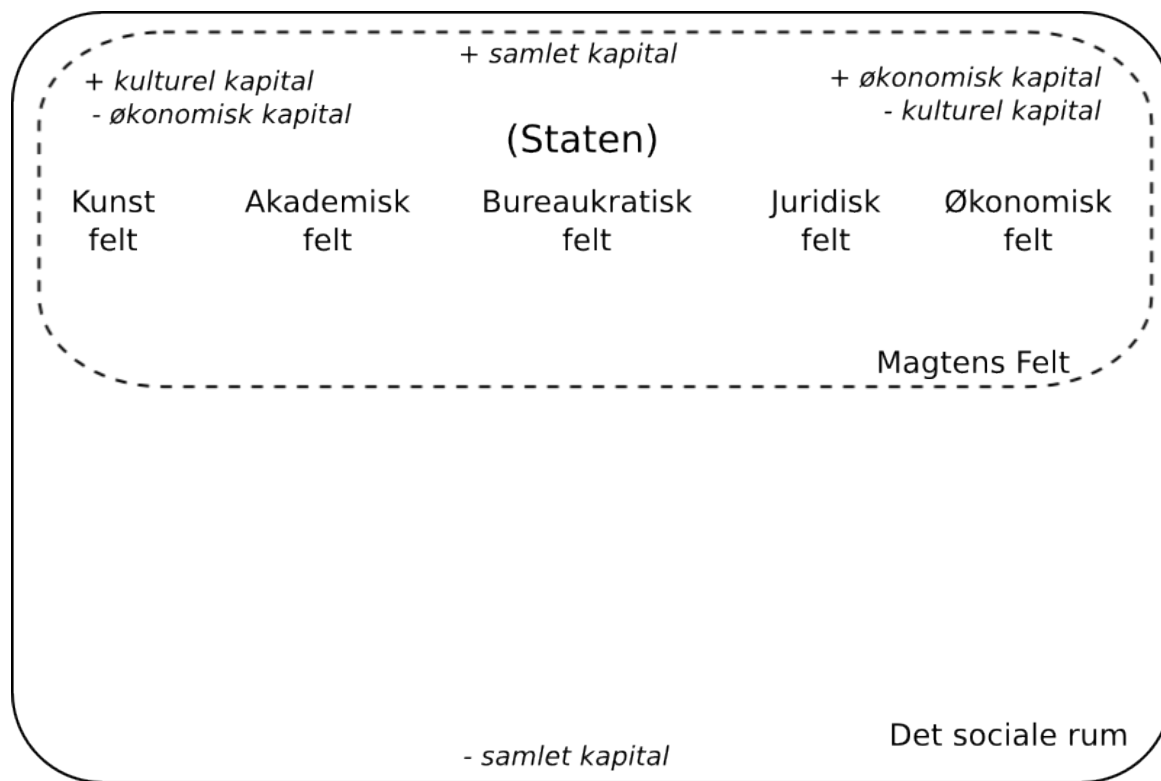 + samlet kapital
+ kulturel kapital
- økonomisk kapital
+ økonomisk kapital
- kulturel kapital
(Staten)
Kunst
felt
Akademisk
felt
Bureaukratisk
felt
Juridisk
felt
Økonomisk
felt
Magtens Felt
Det sociale rum
- samlet kapital